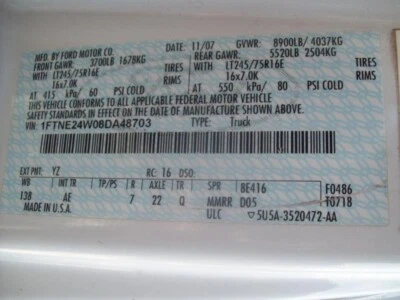 MFD. BY FORD MOTOR CO.
DATE: 11/07 GVWR: 8900LB/ 4037KG
FRONT GAWR: 3700LB 1678KG
REAR GAWR: 5520LB 2504KG
WITH LT245/75R16E TIRES
WITH LT245/75R16E TIRES
16x7.0K RIMS
16x7.0K RIMS
AT 415 kPa/ 60 PSI COLD
AT 550 kPa/ 80 PSI COLD
THIS VEHICLE CONFORMS TO ALL APPLICABLE FEDERAL MOTOR VEHICLE
SAFETY STANDARDS IN EFFECT ON THE DATE OF MANUFACTURE SHOWN ABOVE.
VIN: 1FTNE24W08DA48703 TYPE: Truck
EXT PNT: YZ RC: 16 DSO:
WB INT TR TP/PS R AXLE TR SPR 8E416 F0486
138 AE 7 22 Q MMRR D05 T0718
MADE IN U.S.A. ULC 5U5A-3520472-AA